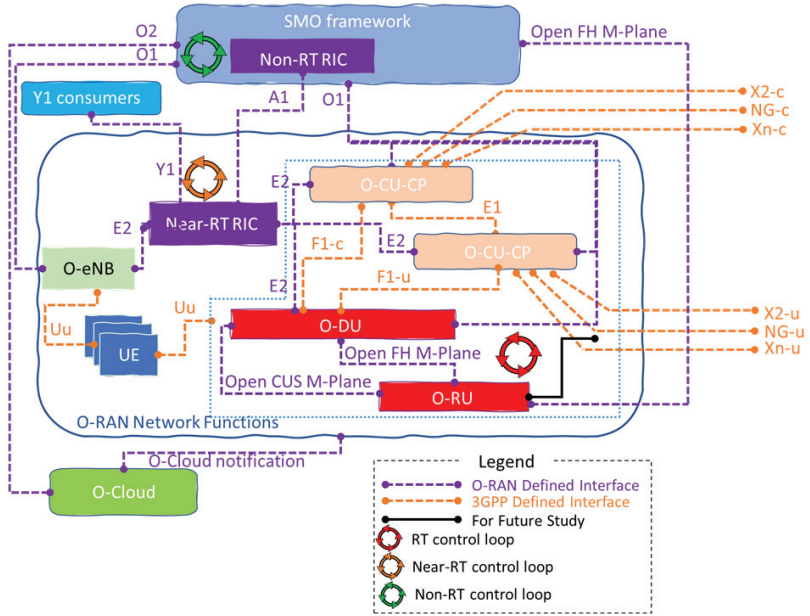 SMO framework
O2
Open FH M-Plane
O1
Non-RT RIC
Y1 consumers
A1
O1
X2-c
NG-c
Xn-c
Y1
E2
O-CU-CP
Near-RT RIC
E1
E2
E2
O-CU-CP
F1-c
O-eNB
F1-u
E2
Uu
Uu
X2-u
O-DU
NG-u
UE
Xn-u
Open FH M-Plane
Open CUS M-Plane
O-RU
O-RAN Network Functions
O-Cloud notification
O-Cloud
Legend
O-RAN Defined Interface
3GPP Defined Interface
For Future Study
RT control loop
Near-RT control loop
Non-RT control loop